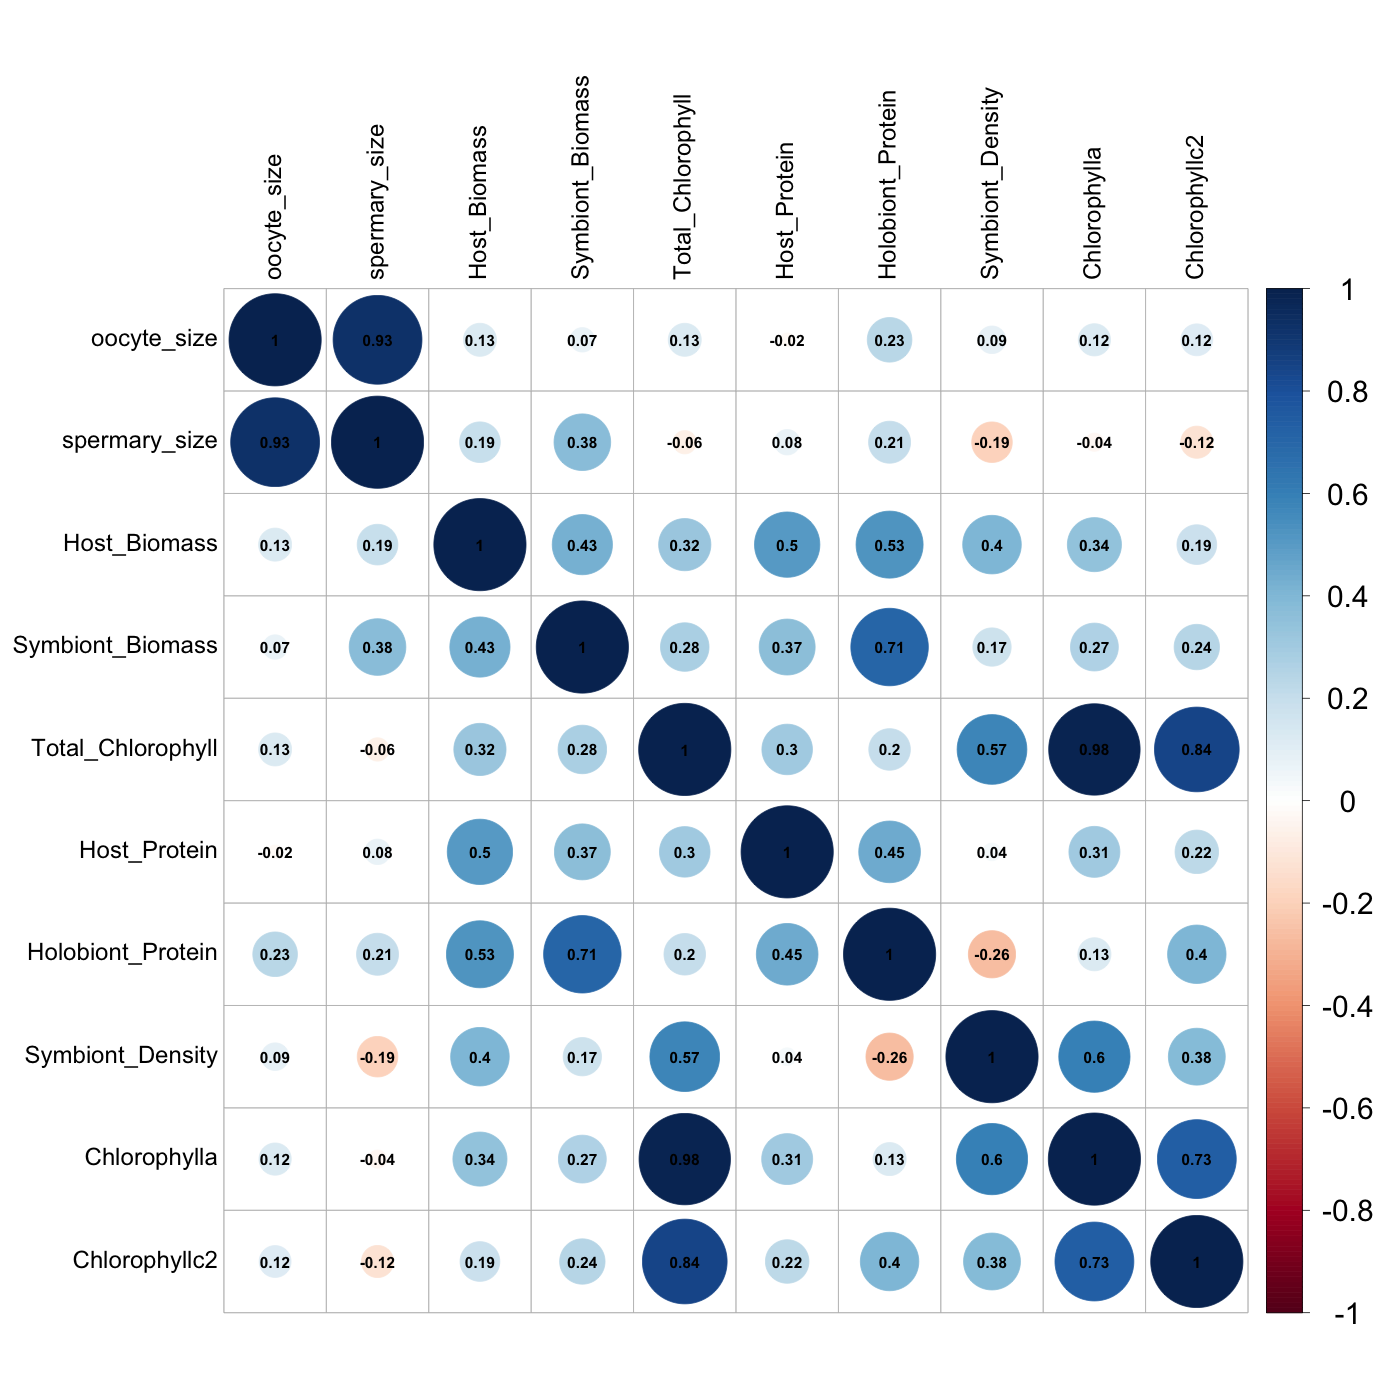 oocyte_size
spermary_size
Host_Biomass
Symbiont_Biomass
Total_Chlorophyll
Host_Protein
Holobiont_Protein
Symbiont_Density
Chlorophylla
Chlorophyllc2
oocyte_size 1 0.93 0.13 0.07 0.13 -0.02 0.23 0.09 0.12 0.12
spermary_size 0.93 1 0.19 0.38 -0.06 0.08 0.21 -0.19 -0.04 -0.12
Host_Biomass 0.13 0.19 1 0.43 0.32 0.5 0.53 0.4 0.34 0.19
Symbiont_Biomass 0.07 0.38 0.43 1 0.28 0.37 0.71 0.17 0.27 0.24
Total_Chlorophyll 0.13 -0.06 0.32 0.28 1 0.3 0.2 0.57 0.98 0.84
Host_Protein -0.02 0.08 0.5 0.37 0.3 1 0.45 0.04 0.31 0.22
Holobiont_Protein 0.23 0.21 0.53 0.71 0.2 0.45 1 -0.26 0.13 0.4
Symbiont_Density 0.09 -0.19 0.4 0.17 0.57 0.04 -0.26 1 0.6 0.38
Chlorophylla 0.12 -0.04 0.34 0.27 0.98 0.31 0.13 0.6 1 0.73
Chlorophyllc2 0.12 -0.12 0.19 0.24 0.84 0.22 0.4 0.38 0.73 1
1
0.8
0.6
0.4
0.2
0
-0.2
-0.4
-0.6
-0.8
-1